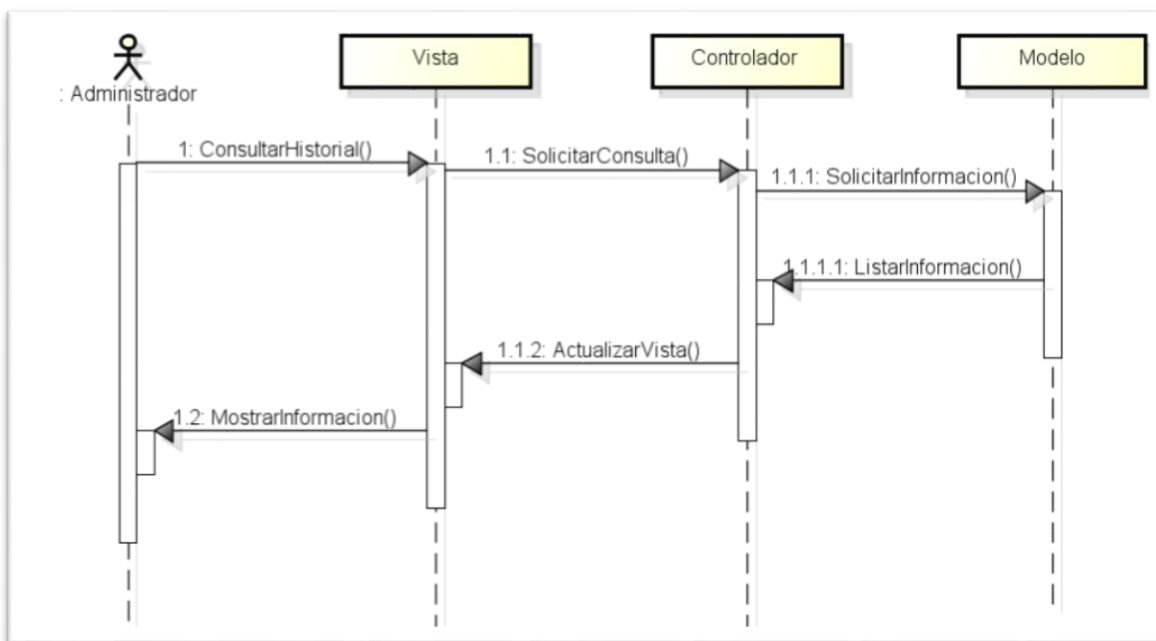 Vista
Controlador
Modelo
: Administrador
1: ConsultarHistorial()
1.1: SolicitarConsulta()
1.1.1: SolicitarInformacion()
1.1.1.1: ListarInformacion()
1.1.2: ActualizarVista()
1.2: MostrarInformacion()